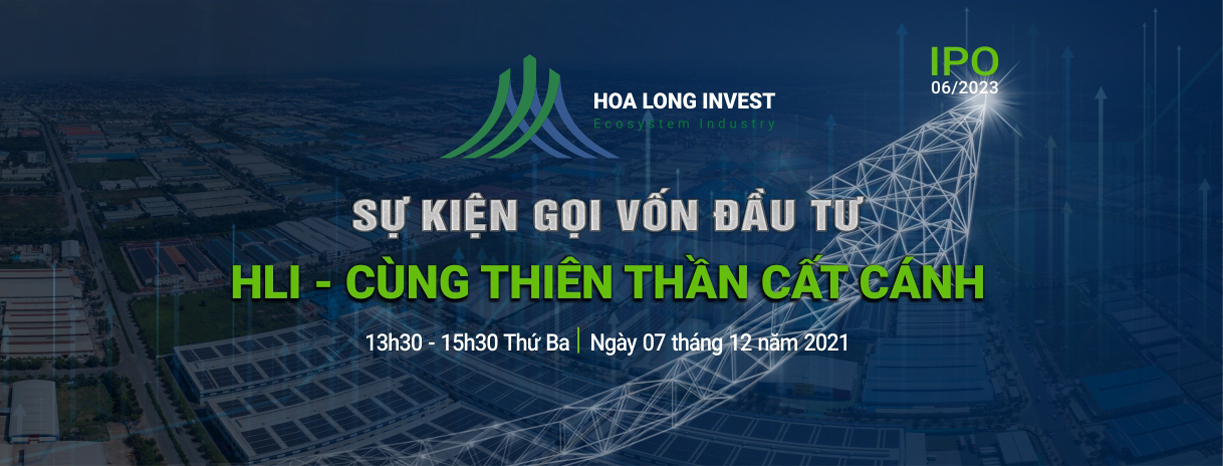 IPO
06/2023
HOA LONG INVEST
Ecosystem Industry
SỰ KIỆN GỌI VỐN ĐẦU TƯ
HLI - CÙNG THIÊN THẦN CẤT CÁNH
13h30 - 15h30 Thứ Ba | Ngày 07 tháng 12 năm 2021